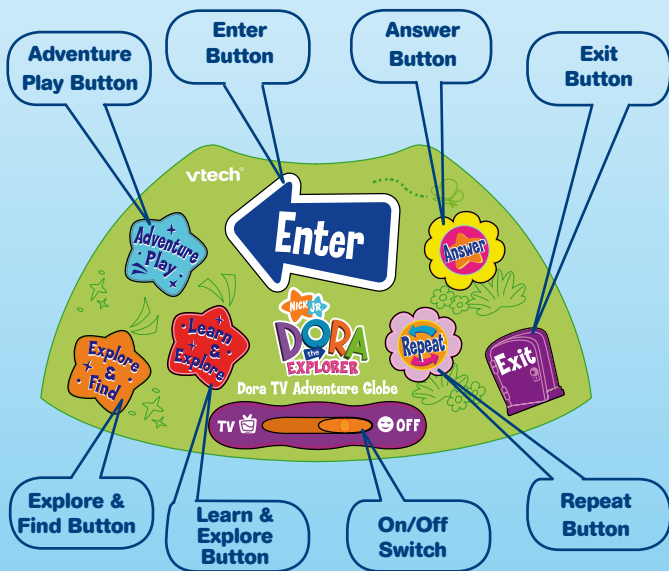 Adventure
Play Button
Enter
Button
Answer
Button
Exit
Button
vtech
Adventure
Play
Enter
Answer
Explore
&
Find
Learn
&
Explore
NICK JR
DORA
the
EXPLORER
Repeat
Exit
Dora TV Adventure Globe
TV
OFF
Explore &
Find Button
Learn &
Explore
Button
On/Off
Switch
Repeat
Button